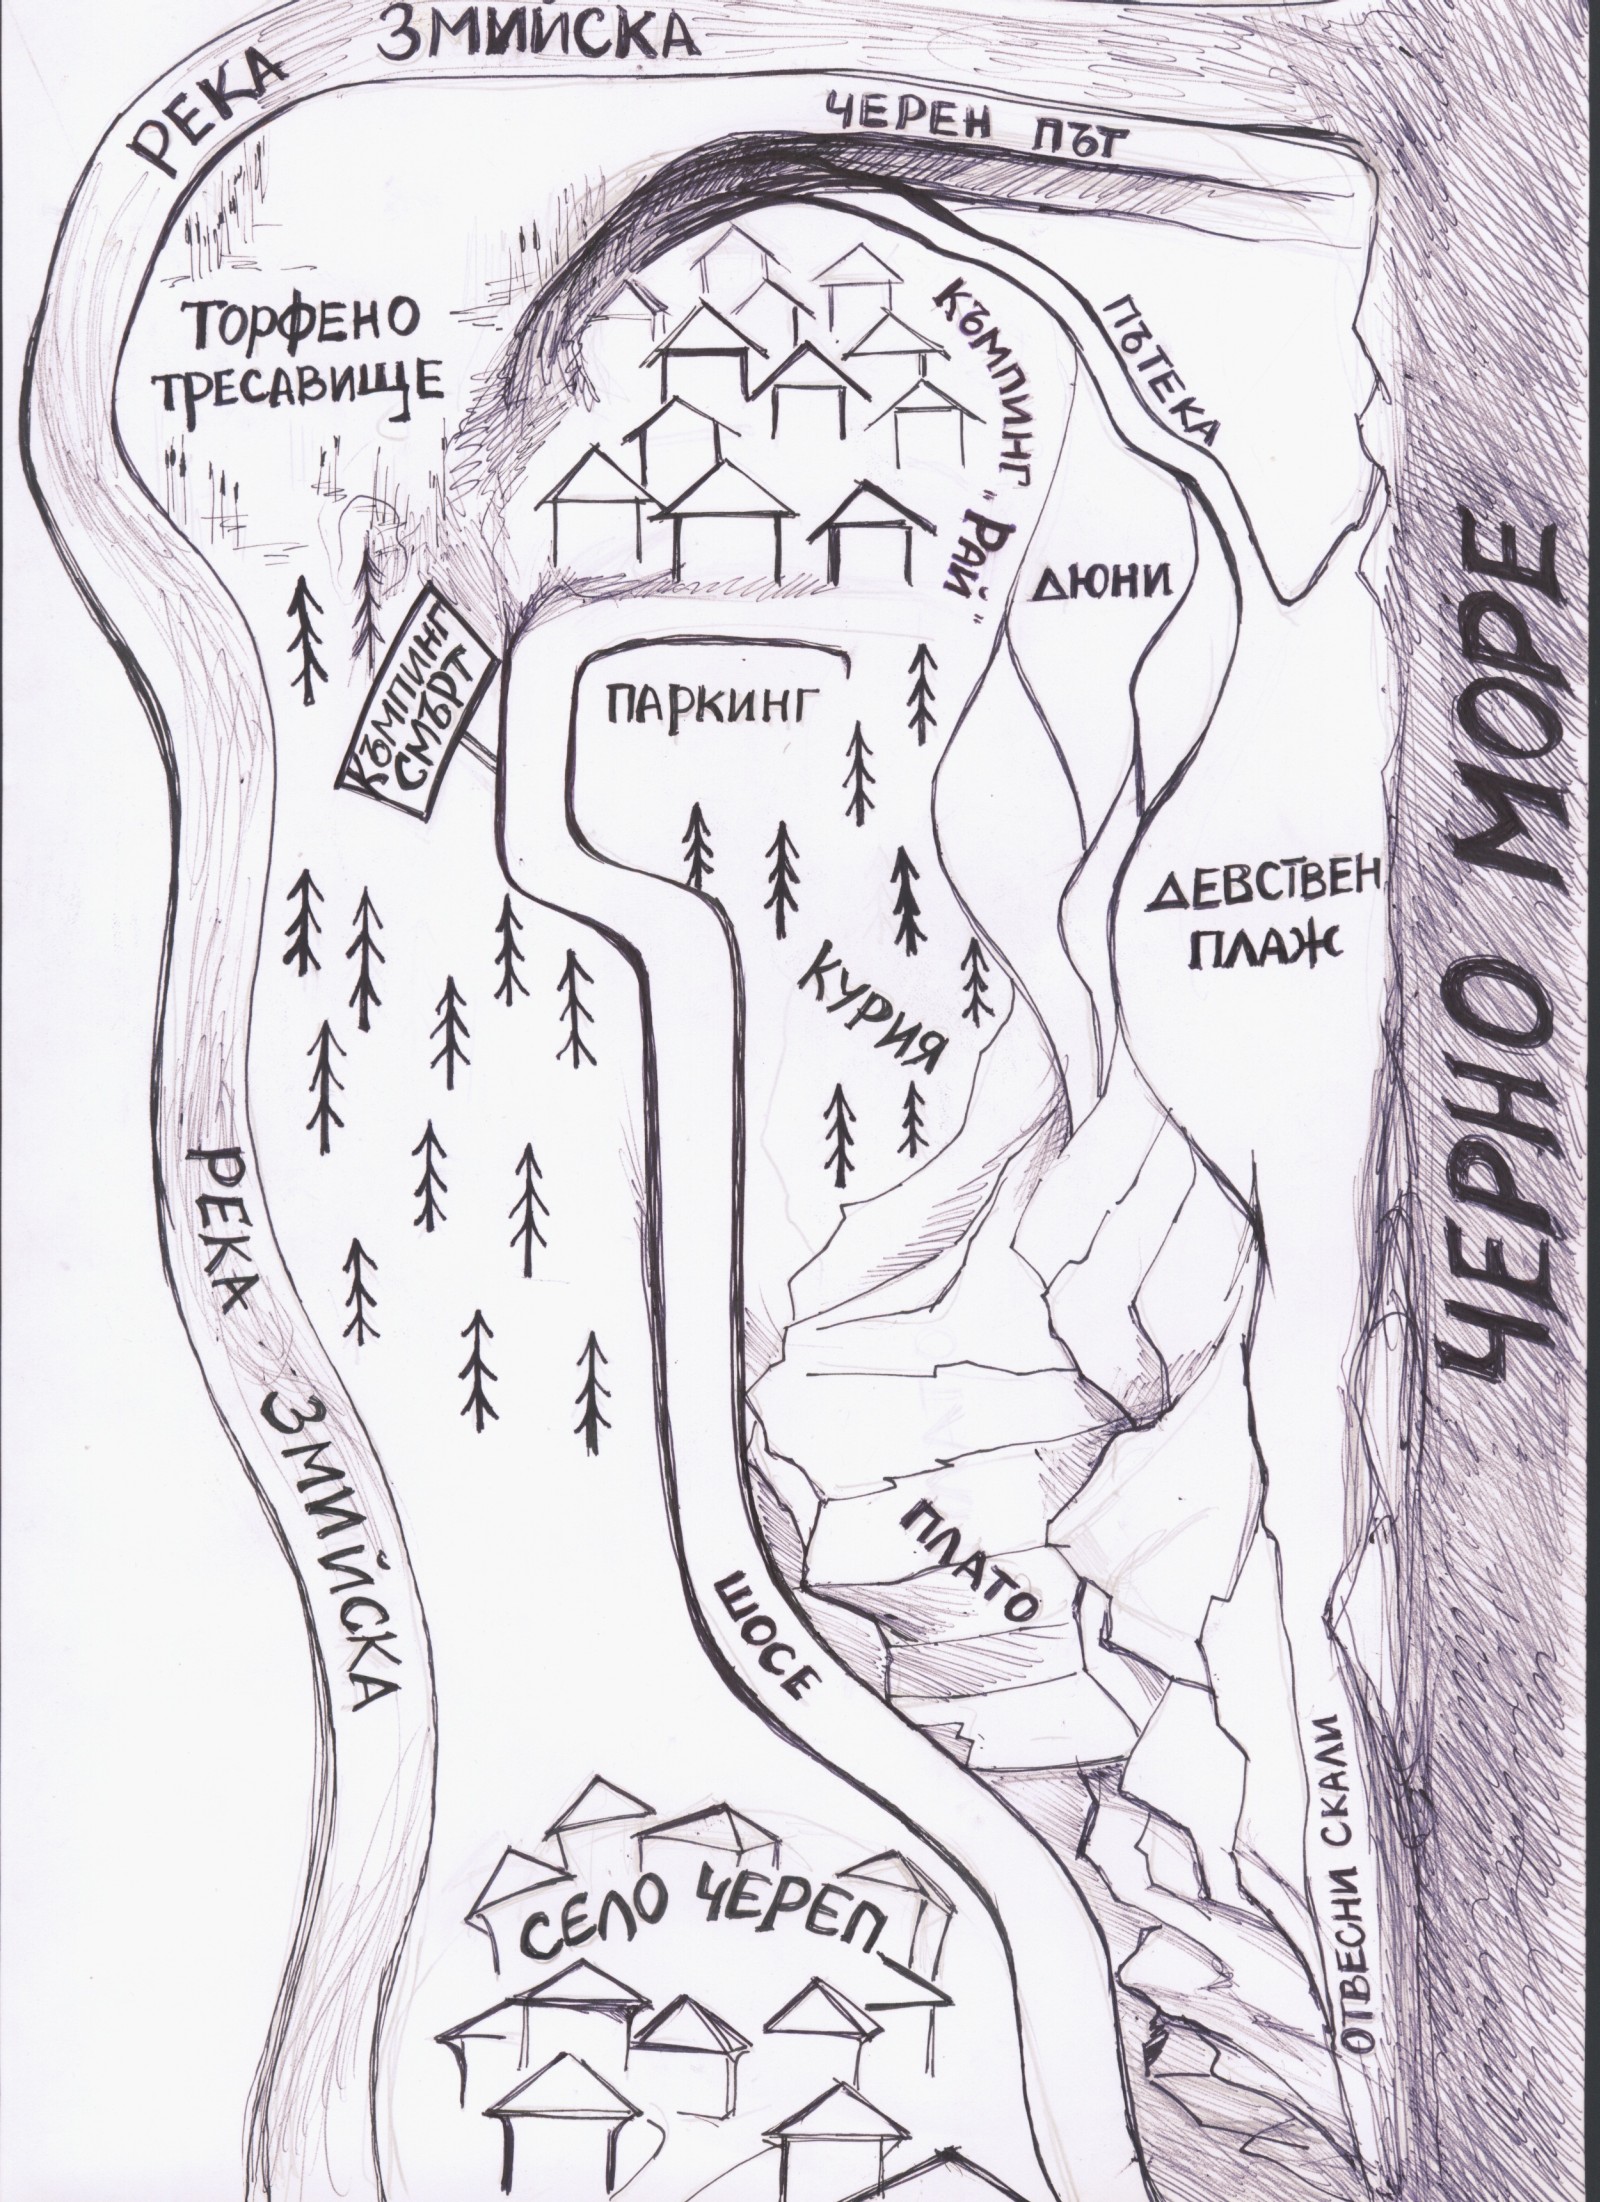 РЕКА ЗМИЙСКА
ЧЕРЕН ПЪТ
ТОРФЕНО
ТРЕСАВИЩЕ
КЪМПИНГ „РАЙ"
ПЪТЕКА
ДЮНИ
КЪМПИНГ
СМЪРТ
ПАРКИНГ
ДЕВСТВЕН
ПЛАЖ
ЧЕРНО МОРЕ
КУРИЯ
РЕКА ЗМИЙСКА
ПЛАТО
ШОСЕ
ОТВЕСНИ СКАЛИ
СЕЛО ЧЕРЕП